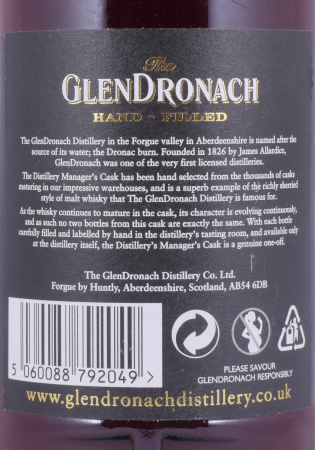 The
GLENDRONACH
HAND - FILLED
The GlenDronach Distillery in the Forgue valley in Aberdeenshire is named after the
source of its water; the Dronac burn. Founded in 1826 by James Allardice,
GlenDronach was one of the very first licensed distilleries.
The Distillery Manager's Cask has been hand selected from the thousands of casks
maturing in our impressive warehouses, and is a superb example of the richly sherried
style of malt whisky that The GlenDronach Distillery is famous for.
As the whisky continues to mature in the cask, its character is evolving continuously,
and as such no two bottles from this cask are exactly the same. With each bottle
carefully filled and labelled by hand in the distillery's tasting room, and available only
at the distillery itself, the Distillery's Manager's Cask is a genuine one-off.
The GlenDronach Distillery Co. Ltd.
Forgue by Huntly, Aberdeenshire, Scotland, AB54 6DB
5 060088 792049 >
PLEASE SAVOUR
GLENDRONACH RESPONSIBLY
www.glendronachdistillery.co.uk